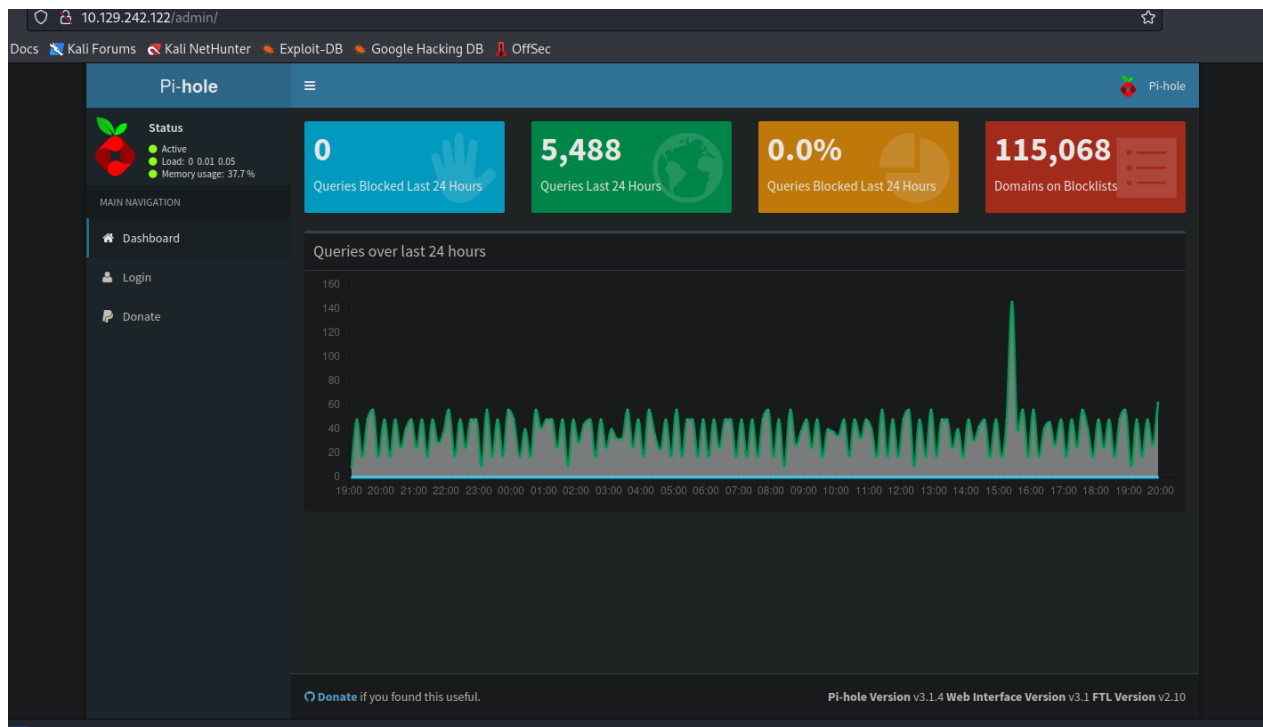 10.129.242.122/admin/
Docs Kali Forums Kali NetHunter Exploit-DB Google Hacking DB OffSec
Pi-hole
Pi-hole
Status
Active
Load: 0 0.01 0.05
Memory usage: 37.7 %
MAIN NAVIGATION
Dashboard
Login
Donate
0
Queries Blocked Last 24 Hours
5,488
Queries Last 24 Hours
0.0%
Queries Blocked Last 24 Hours
115,068
Domains on Blocklists
Queries over last 24 hours
160
140
120
100
80
60
40
20
0
19:00 20:00 21:00 22:00 23:00 00:00 01:00 02:00 03:00 04:00 05:00 06:00 07:00 08:00 09:00 10:00 11:00 12:00 13:00 14:00 15:00 16:00 17:00 18:00 19:00 20:00
Donate if you found this useful.
Pi-hole Version v3.1.4 Web Interface Version v3.1 FTL Version v2.10